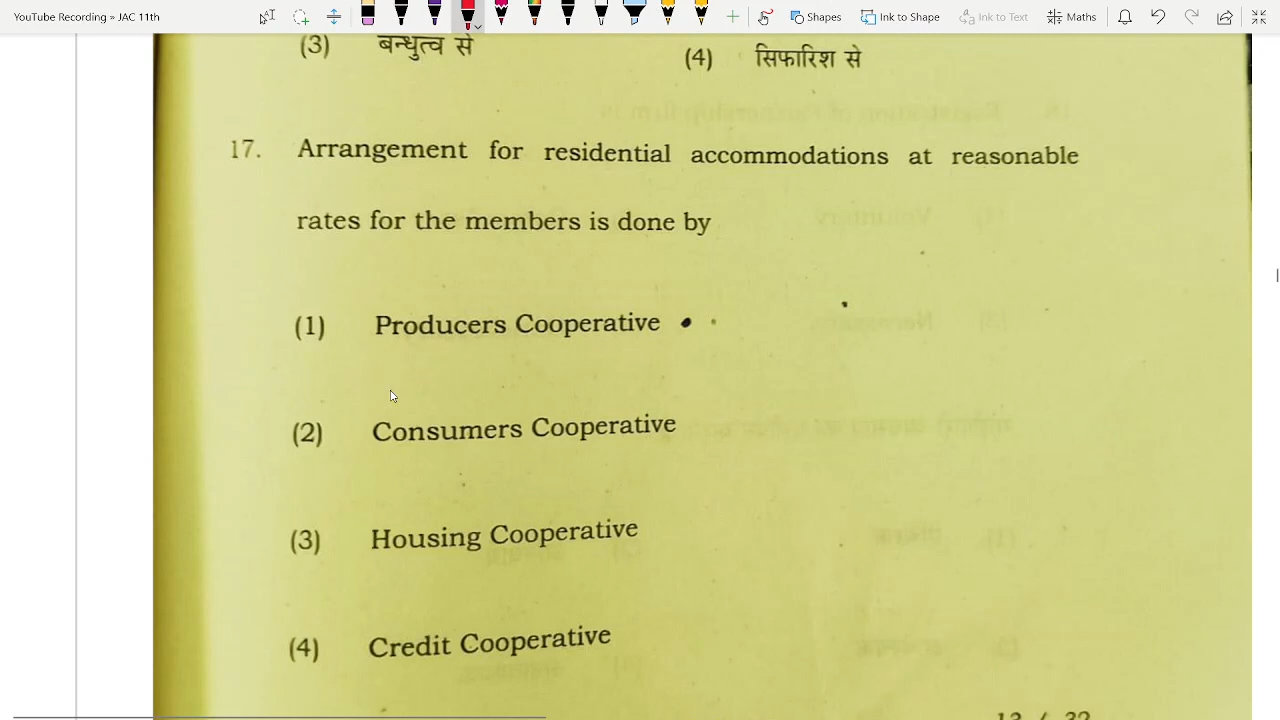 YouTube Recording » JAC 11th
Shapes
Ink to Shape
Ink to Text
Maths
(3) बन्धुत्व से
(4) सिफारिश से
17. Arrangement for residential accommodations at reasonable
rates for the members is done by
(1) Producers Cooperative
(2) Consumers Cooperative
(3) Housing Cooperative
(4) Credit Cooperative